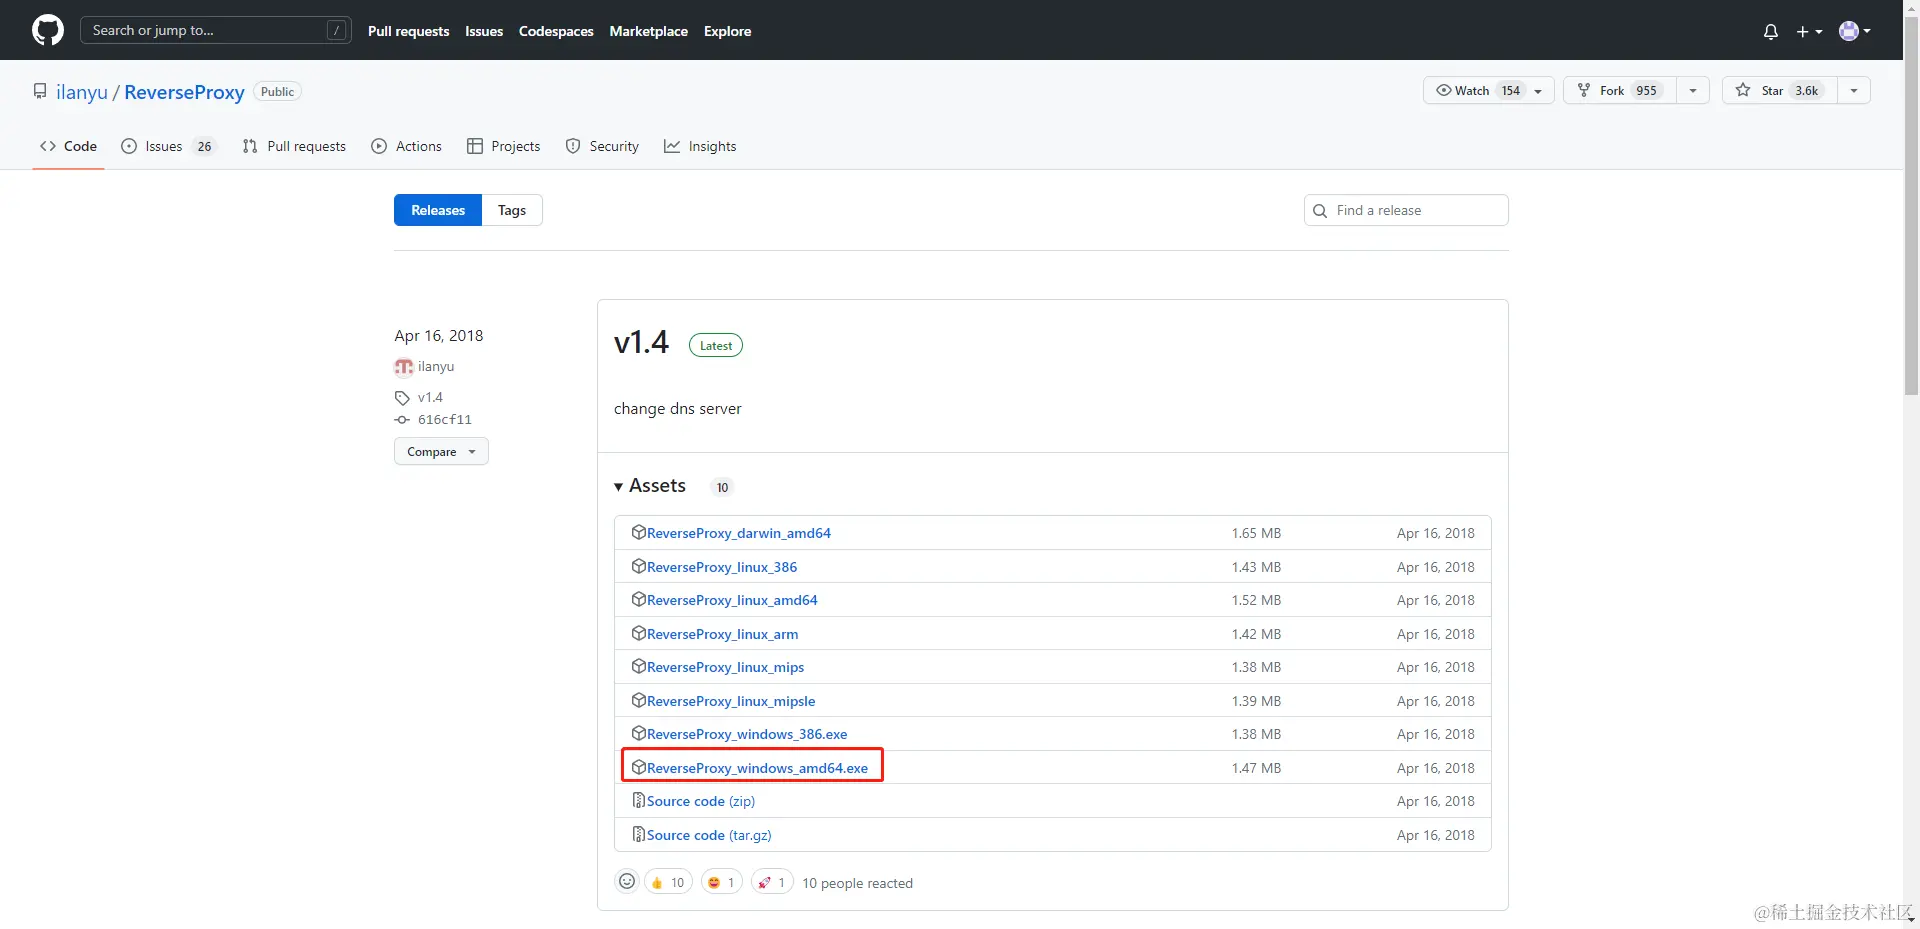 Search or jump to... /
Pull requests Issues Codespaces Marketplace Explore
ilanyu / ReverseProxy Public
Watch 154 Fork 955 Star 3.6k
Code Issues 26 Pull requests Actions Projects Security Insights
Releases Tags
Find a release
Apr 16, 2018
ilanyu
v1.4
616cf11
Compare
v1.4 Latest
change dns server
Assets 10
ReverseProxy_darwin_amd64 1.65 MB Apr 16, 2018
ReverseProxy_linux_386 1.43 MB Apr 16, 2018
ReverseProxy_linux_amd64 1.52 MB Apr 16, 2018
ReverseProxy_linux_arm 1.42 MB Apr 16, 2018
ReverseProxy_linux_mips 1.38 MB Apr 16, 2018
ReverseProxy_linux_mipsle 1.39 MB Apr 16, 2018
ReverseProxy_windows_386.exe 1.38 MB Apr 16, 2018
ReverseProxy_windows_amd64.exe 1.47 MB Apr 16, 2018
Source code (zip) Apr 16, 2018
Source code (tar.gz) Apr 16, 2018
👍 10 😄 1 🚀 1 10 people reacted
@稀土掘金技术社区